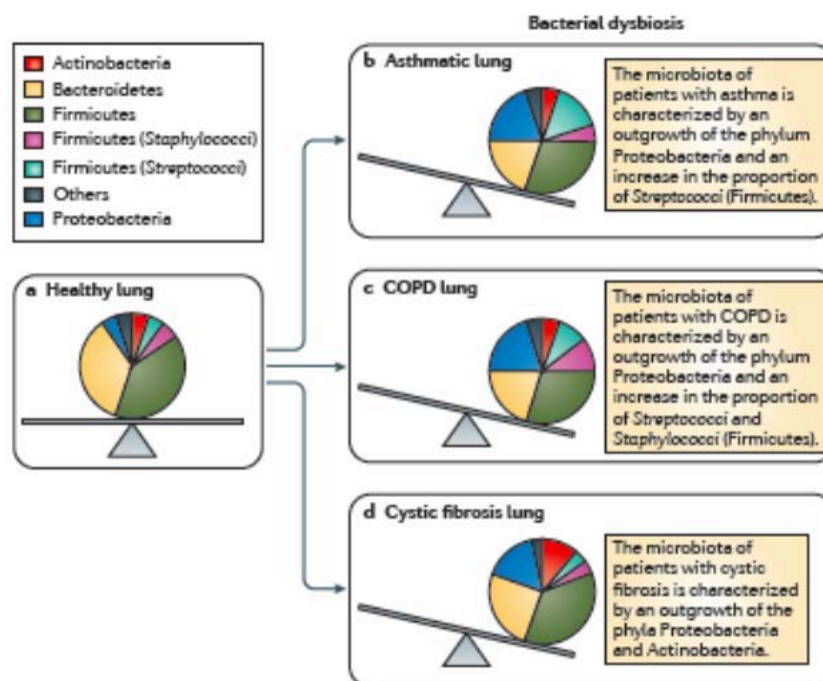 Bacterial dysbiosis
Actinobacteria
Bacteroidetes
Firmicutes
Firmicutes (Staphylococci)
Firmicutes (Streptococci)
Others
Proteobacteria
a Healthy lung
b Asthmatic lung
The microbiota of
patients with asthma is
characterized by an
outgrowth of the phylum
Proteobacteria and an
increase in the proportion
of Streptococci (Firmicutes).
c COPD lung
The microbiota of
patients with COPD is
characterized by an
outgrowth of the phylum
Proteobacteria and an
increase in the proportion
of Streptococci and
Staphylococci (Firmicutes).
d Cystic fibrosis lung
The microbiota of
patients with cystic
fibrosis is characterized
by an outgrowth of the
phyla Proteobacteria
and Actinobacteria.